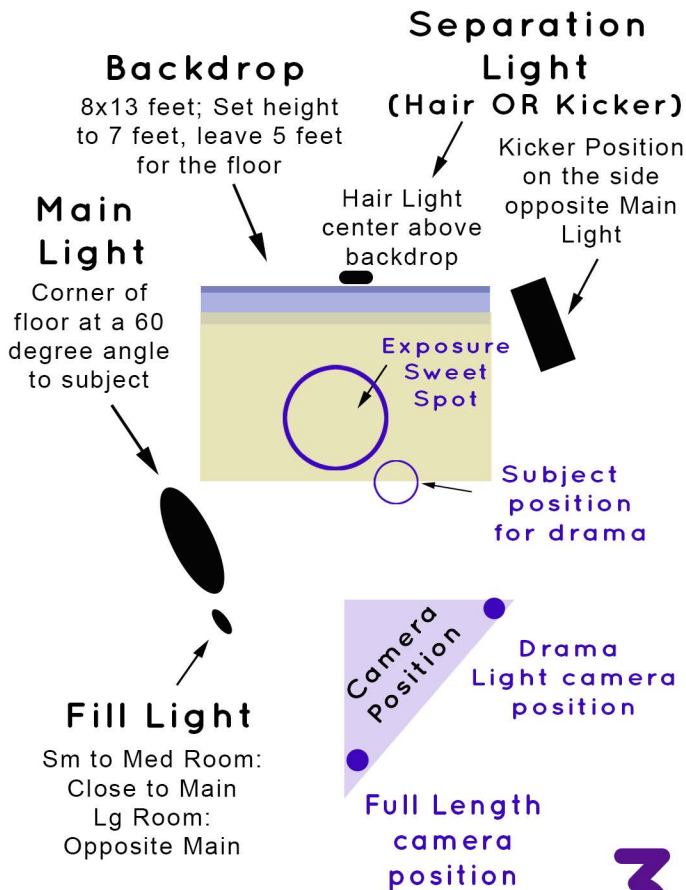 Separation
Light
(Hair OR Kicker)
Backdrop
8x13 feet; Set height
to 7 feet, leave 5 feet
for the floor
Kicker Position
on the side
opposite Main
Light
Hair Light
center above
backdrop
Main
Light
Corner of
floor at a 60
degree angle
to subject
Exposure
Sweet
Spot
Subject
position
for drama
Camera
Position
Drama
Light camera
position
Fill Light
Sm to Med Room:
Close to Main
Lg Room:
Opposite Main
Full Length
camera
position
3